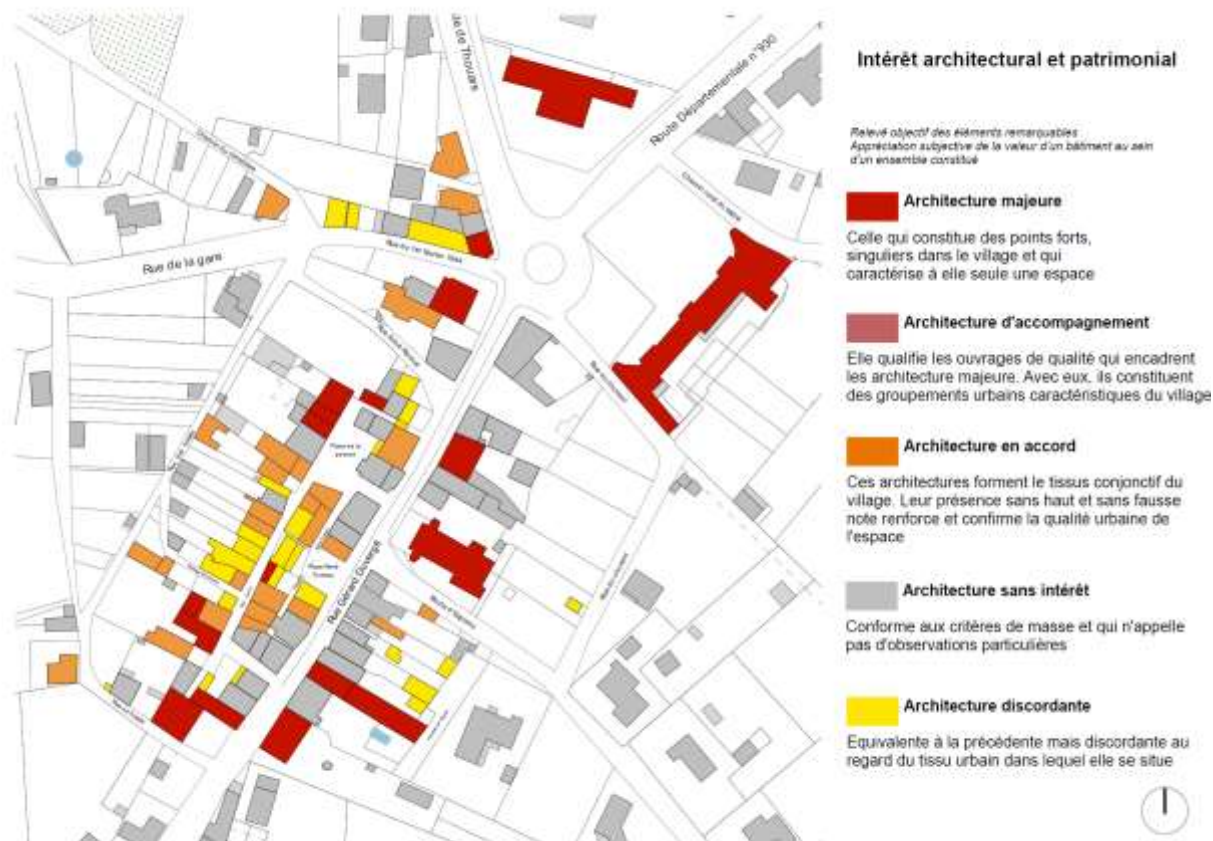 Intérêt architectural et patrimonial
Relevé objectif des éléments remarquables
Appréciation subjective de la valeur d'un bâtiment au sein
d'un ensemble constitué
Architecture majeure
Celle qui constitue des points forts,
singuliers dans le village et qui
caractérise à elle seule une espace
Architecture d'accompagnement
Elle qualifie les ouvrages de qualité qui encadrent
les architecture majeure. Avec eux, ils constituent
des groupements urbains caractéristiques du village
Architecture en accord
Ces architectures forment le tissus conjonctif du
village. Leur présence sans haut et sans fausse
note renforce et confirme la qualité urbaine de
l'espace
Architecture sans intérêt
Conforme aux critères de masse et qui n'appelle
pas d'observations particulières
Architecture discordante
Equivalente à la précédente mais discordante au
regard du tissu urbain dans lequel elle se situe
de Thouars
Route Départementale n°930
Rue de la gare
Rue Gérard Duvergé